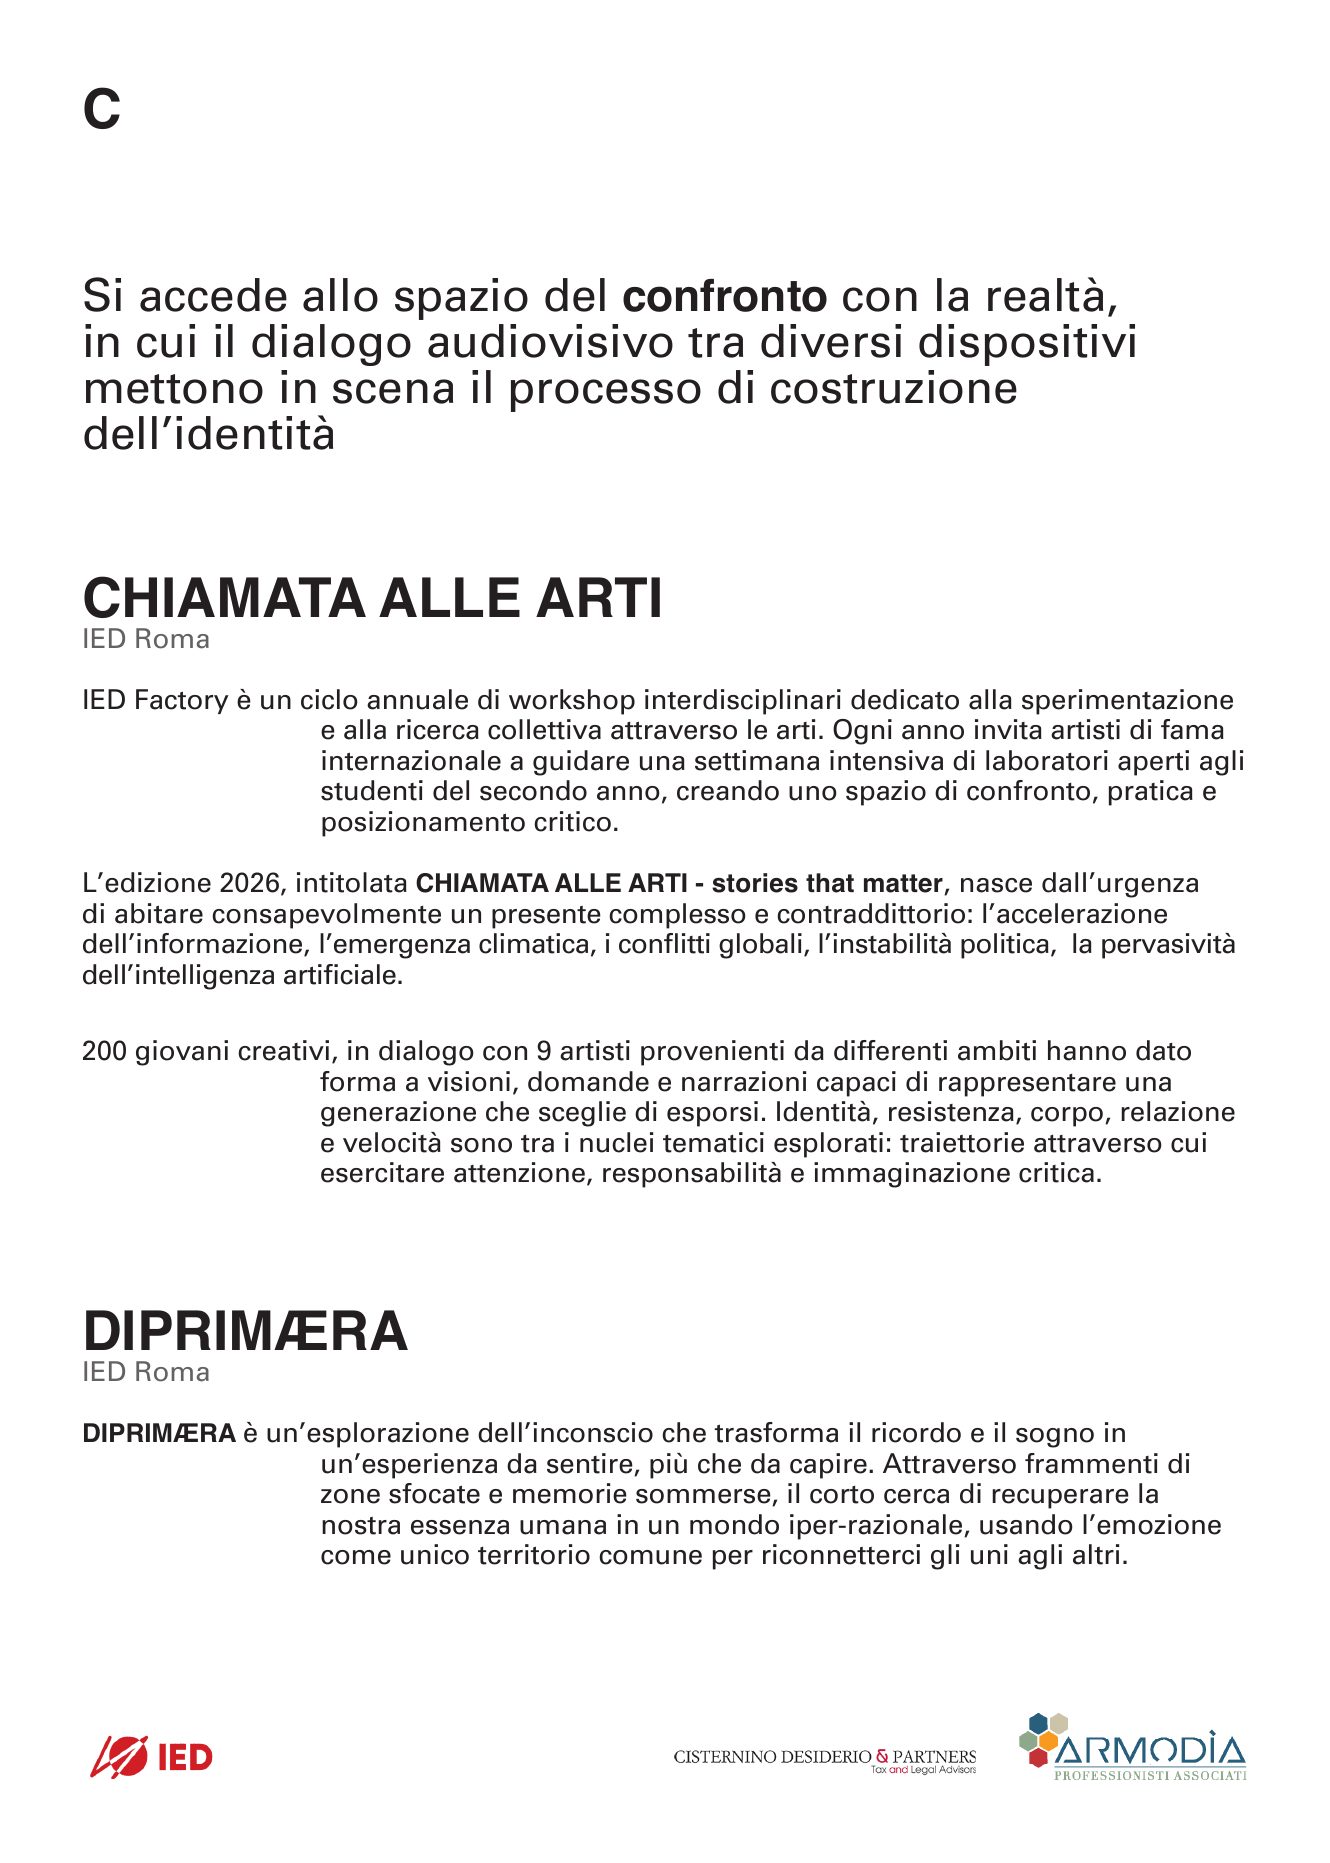 C
Si accede allo spazio del confronto con la realtà,
in cui il dialogo audiovisivo tra diversi dispositivi
mettono in scena il processo di costruzione
dell’identità
CHIAMATA ALLE ARTI
IED Roma
IED Factory è un ciclo annuale di workshop interdisciplinari dedicato alla sperimentazione
e alla ricerca collettiva attraverso le arti. Ogni anno invita artisti di fama
internazionale a guidare una settimana intensiva di laboratori aperti agli
studenti del secondo anno, creando uno spazio di confronto, pratica e
posizionamento critico.
L’edizione 2026, intitolata CHIAMATA ALLE ARTI - stories that matter, nasce dall’urgenza
di abitare consapevolmente un presente complesso e contraddittorio: l’accelerazione
dell’informazione, l’emergenza climatica, i conflitti globali, l’instabilità politica,  la pervasività
dell’intelligenza artificiale.
200 giovani creativi, in dialogo con 9 artisti provenienti da differenti ambiti hanno dato
forma a visioni, domande e narrazioni capaci di rappresentare una
generazione che sceglie di esporsi. Identità, resistenza, corpo, relazione
e velocità sono tra i nuclei tematici esplorati: traiettorie attraverso cui
esercitare attenzione, responsabilità e immaginazione critica.
DIPRIMÆRA
IED Roma
DIPRIMÆRA è un’esplorazione dell’inconscio che trasforma il ricordo e il sogno in
un’esperienza da sentire, più che da capire. Attraverso frammenti di
zone sfocate e memorie sommerse, il corto cerca di recuperare la
nostra essenza umana in un mondo iper-razionale, usando l’emozione
come unico territorio comune per riconnetterci gli uni agli altri.
IED
CISTERNINO DESIDERIO & PARTNERS
Tax and Legal Advisors
ARMODÌA
PROFESSIONISTI ASSOCIATI